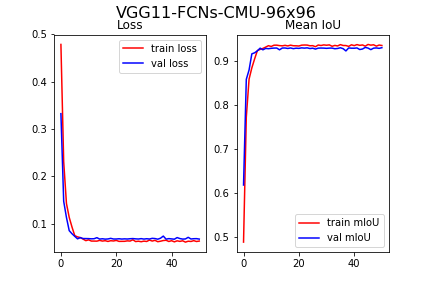 VGG11-FCNs-CMU-96x96
Loss
Mean IoU
0.5
0.4
0.3
0.2
0.1
0
20
40
train loss
val loss
0.9
0.8
0.7
0.6
0.5
0
20
40
train mIoU
val mIoU